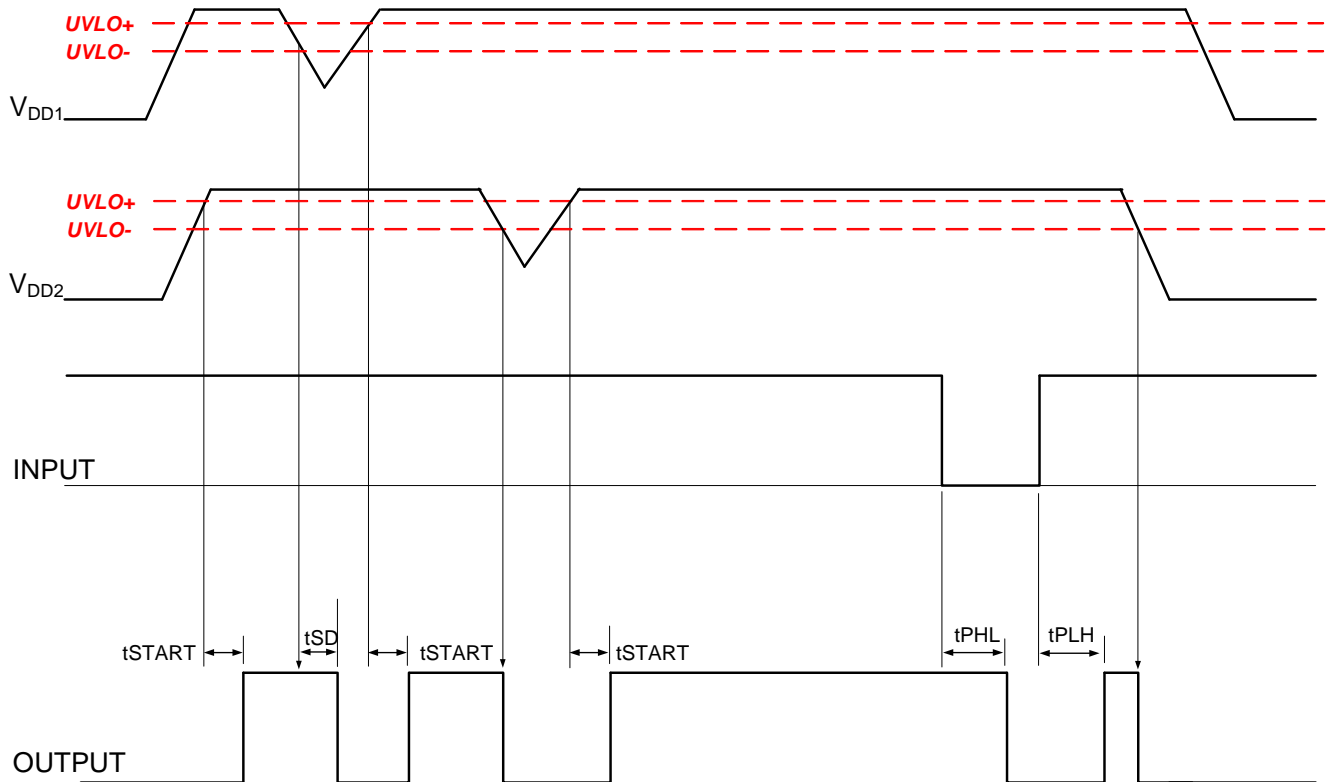 UVLO+
UVLO-
VDD1
UVLO+
UVLO-
VDD2
INPUT
tSTART
tSD
tSTART
tSTART
tPHL
tPLH
OUTPUT